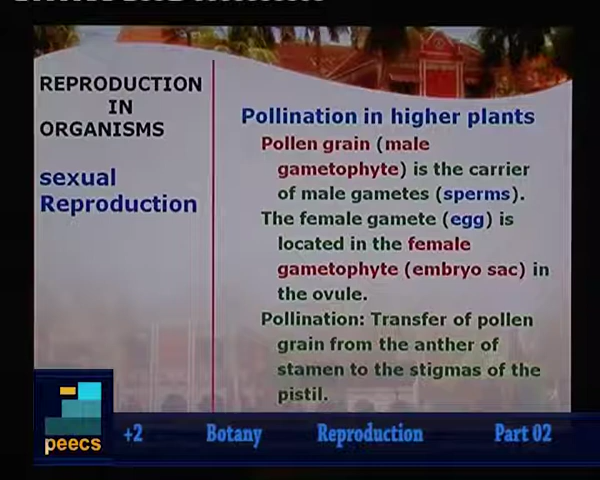 REPRODUCTION
IN
ORGANISMS
sexual
Reproduction
Pollination in higher plants
Pollen grain (male
gametophyte) is the carrier
of male gametes (sperms).
The female gamete (egg) is
located in the female
gametophyte (embryo sac) in
the ovule.
Pollination: Transfer of pollen
grain from the anther of
stamen to the stigmas of the
pistil.
peecs
+2 Botany Reproduction Part 02